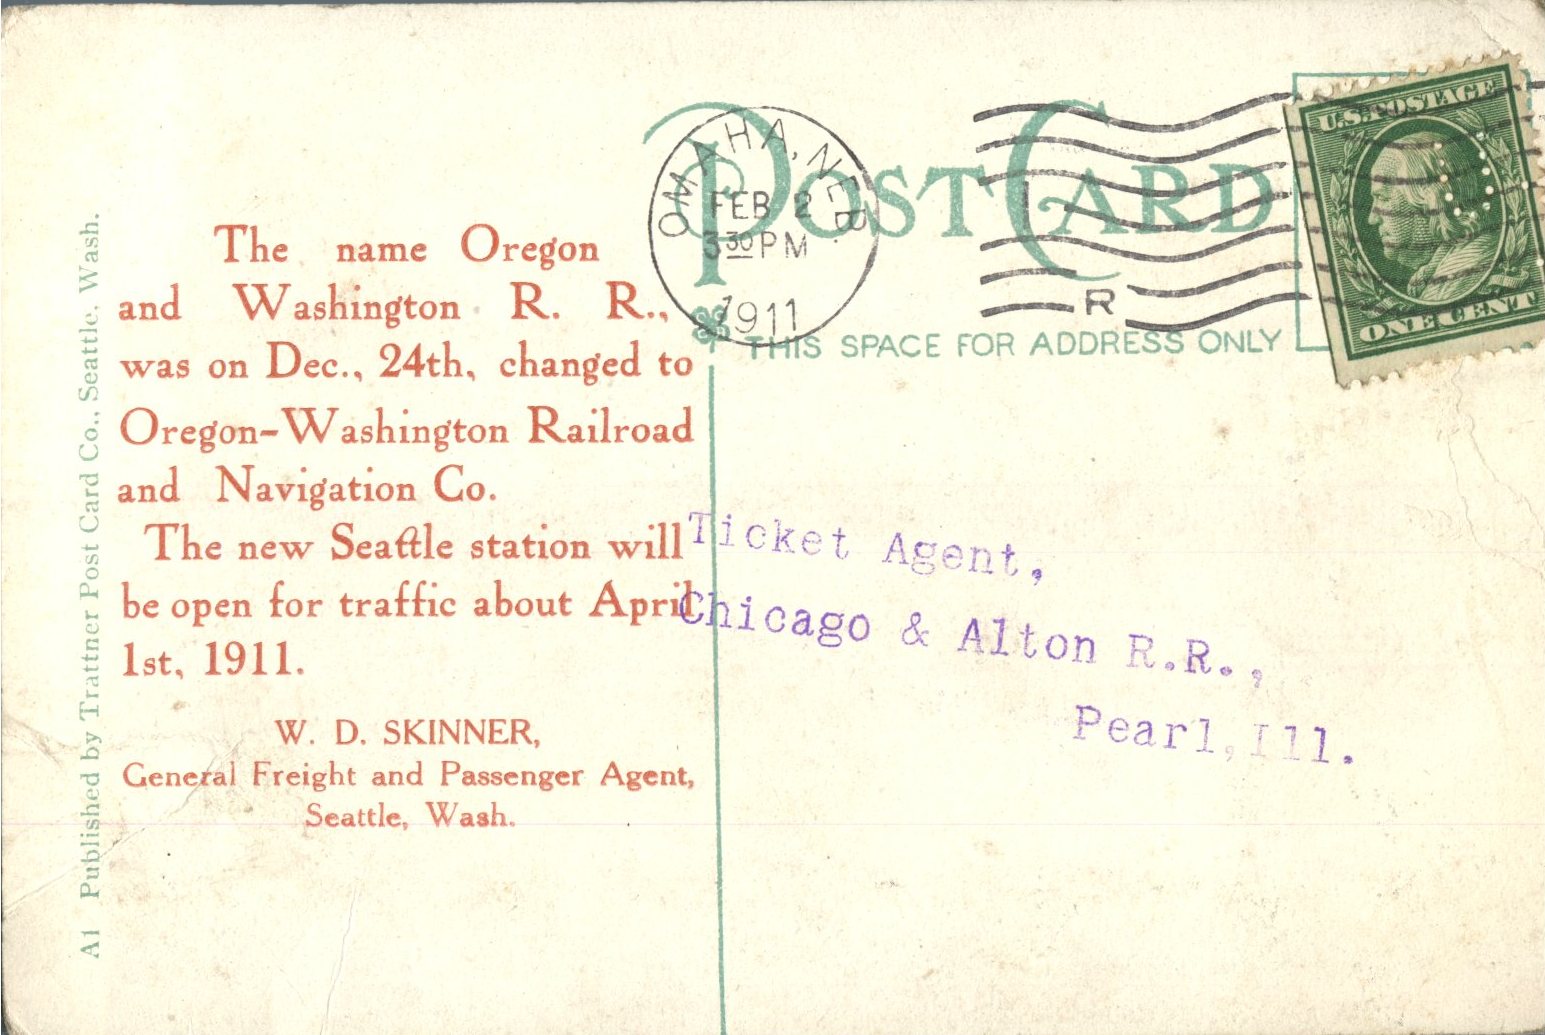 A1 Published by Trattner Post Card Co., Seattle, Wash.
The name Oregon
and Washington R. R.,
was on Dec., 24th, changed to
Oregon-Washington Railroad
and Navigation Co.
The new Seattle station will
be open for traffic about April
1st, 1911.
W. D. SKINNER,
General Freight and Passenger Agent,
Seattle, Wash.
POST CARD
THIS SPACE FOR ADDRESS ONLY
OMAHA, NEB.
FEB 2
530 PM
1911
1
R
U.S. POSTAGE
ONE CENT
Ticket Agent,
Chicago & Alton R.R.,
Pearl, Ill.